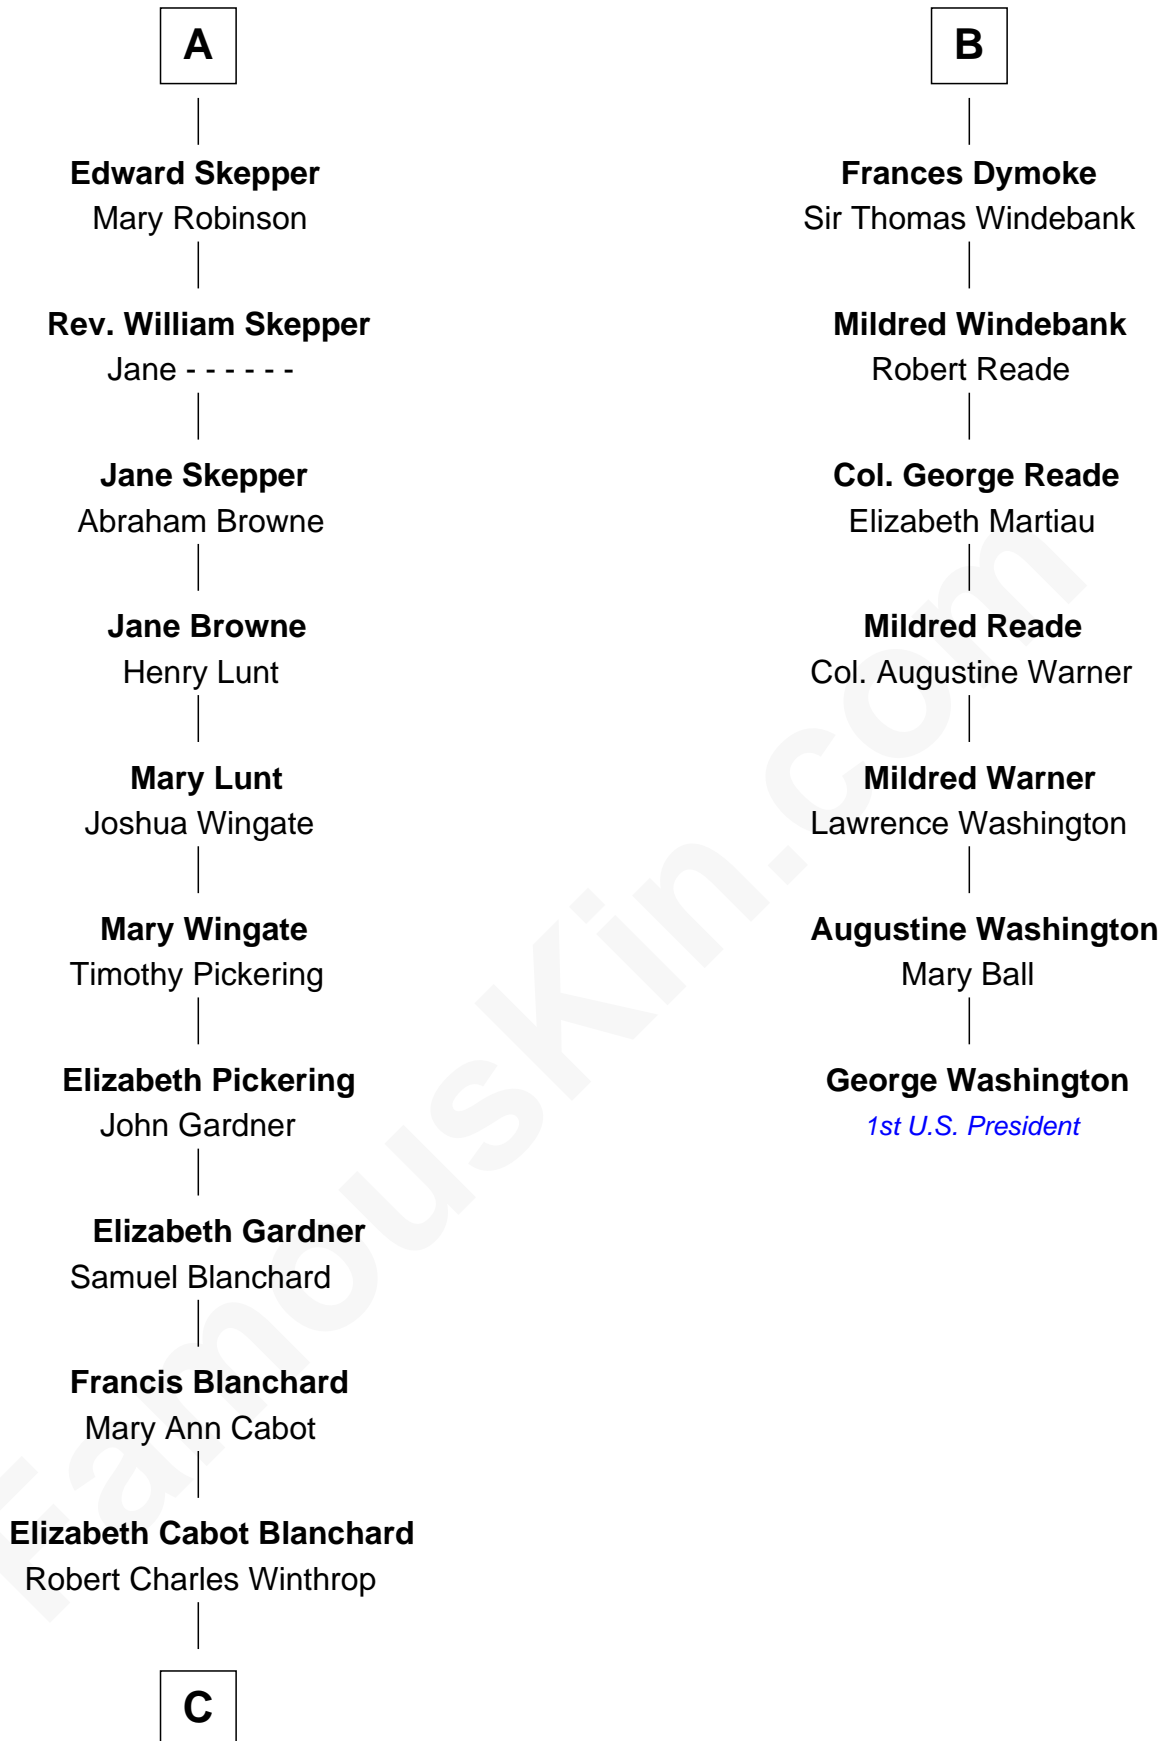 A
Edward Skepper
Mary Robinson
Rev. William Skepper
Jane - - - - - -
Jane Skepper
Abraham Browne
Jane Browne
Henry Lunt
Mary Lunt
Joshua Wingate
Mary Wingate
Timothy Pickering
Elizabeth Pickering
John Gardner
Elizabeth Gardner
Samuel Blanchard
Francis Blanchard
Mary Ann Cabot
Elizabeth Cabot Blanchard
Robert Charles Winthrop
C
B
Frances Dymoke
Sir Thomas Windebank
Mildred Windebank
Robert Reade
Col. George Reade
Elizabeth Martiau
Mildred Reade
Col. Augustine Warner
Mildred Warner
Lawrence Washington
Augustine Washington
Mary Ball
George Washington
1st U.S. President
FamousKin.com